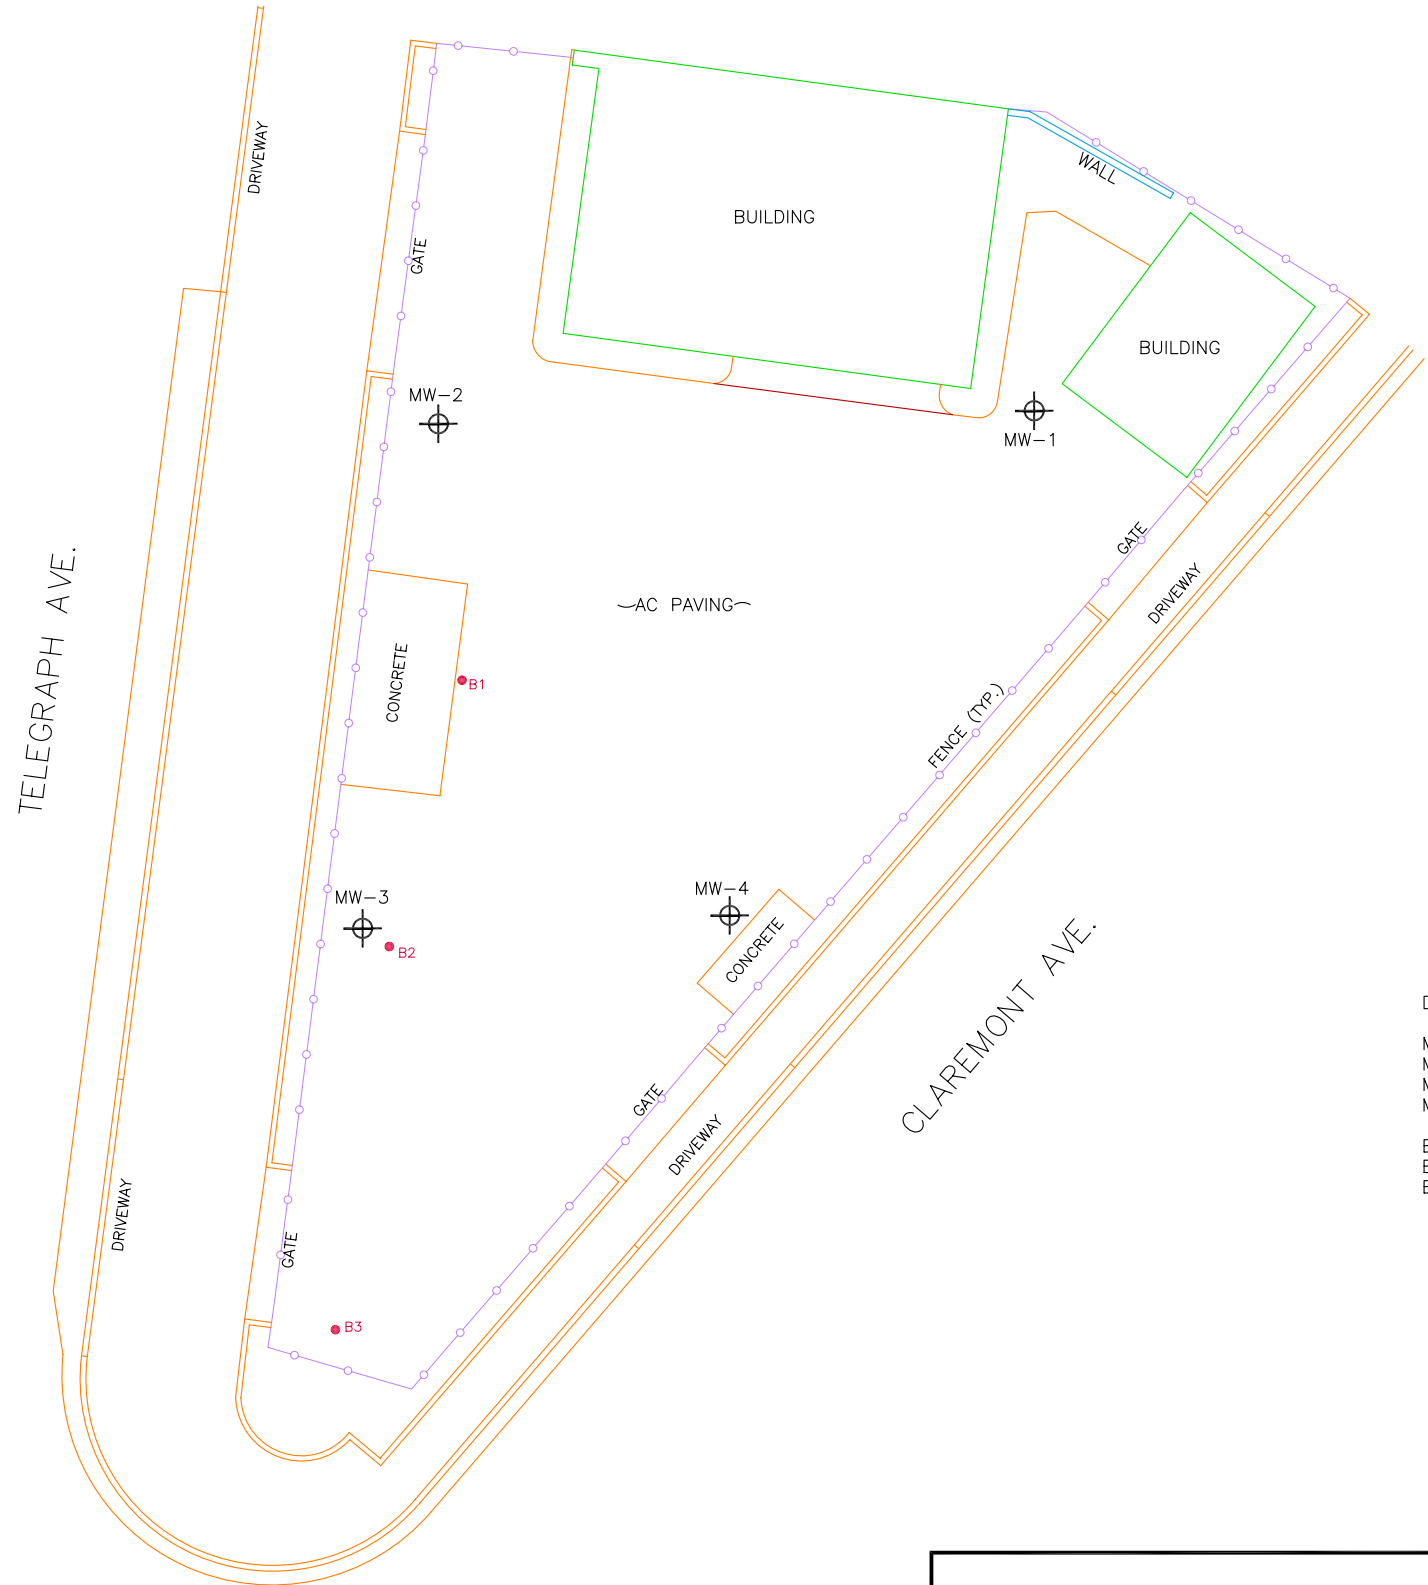 DRIVEWAY
WALL
BUILDING
GATE
BUILDING
MW-2
MW-1
GATE
DRIVEWAY
TELEGRAPH AVE.
AC PAVING
CONCRETE
B1
FENCE (TYP.)
MW-3
MW-4
B2
CONCRETE
CLAREMONT AVE.
GATE
DRIVEWAY
DRIVEWAY
GATE
B3